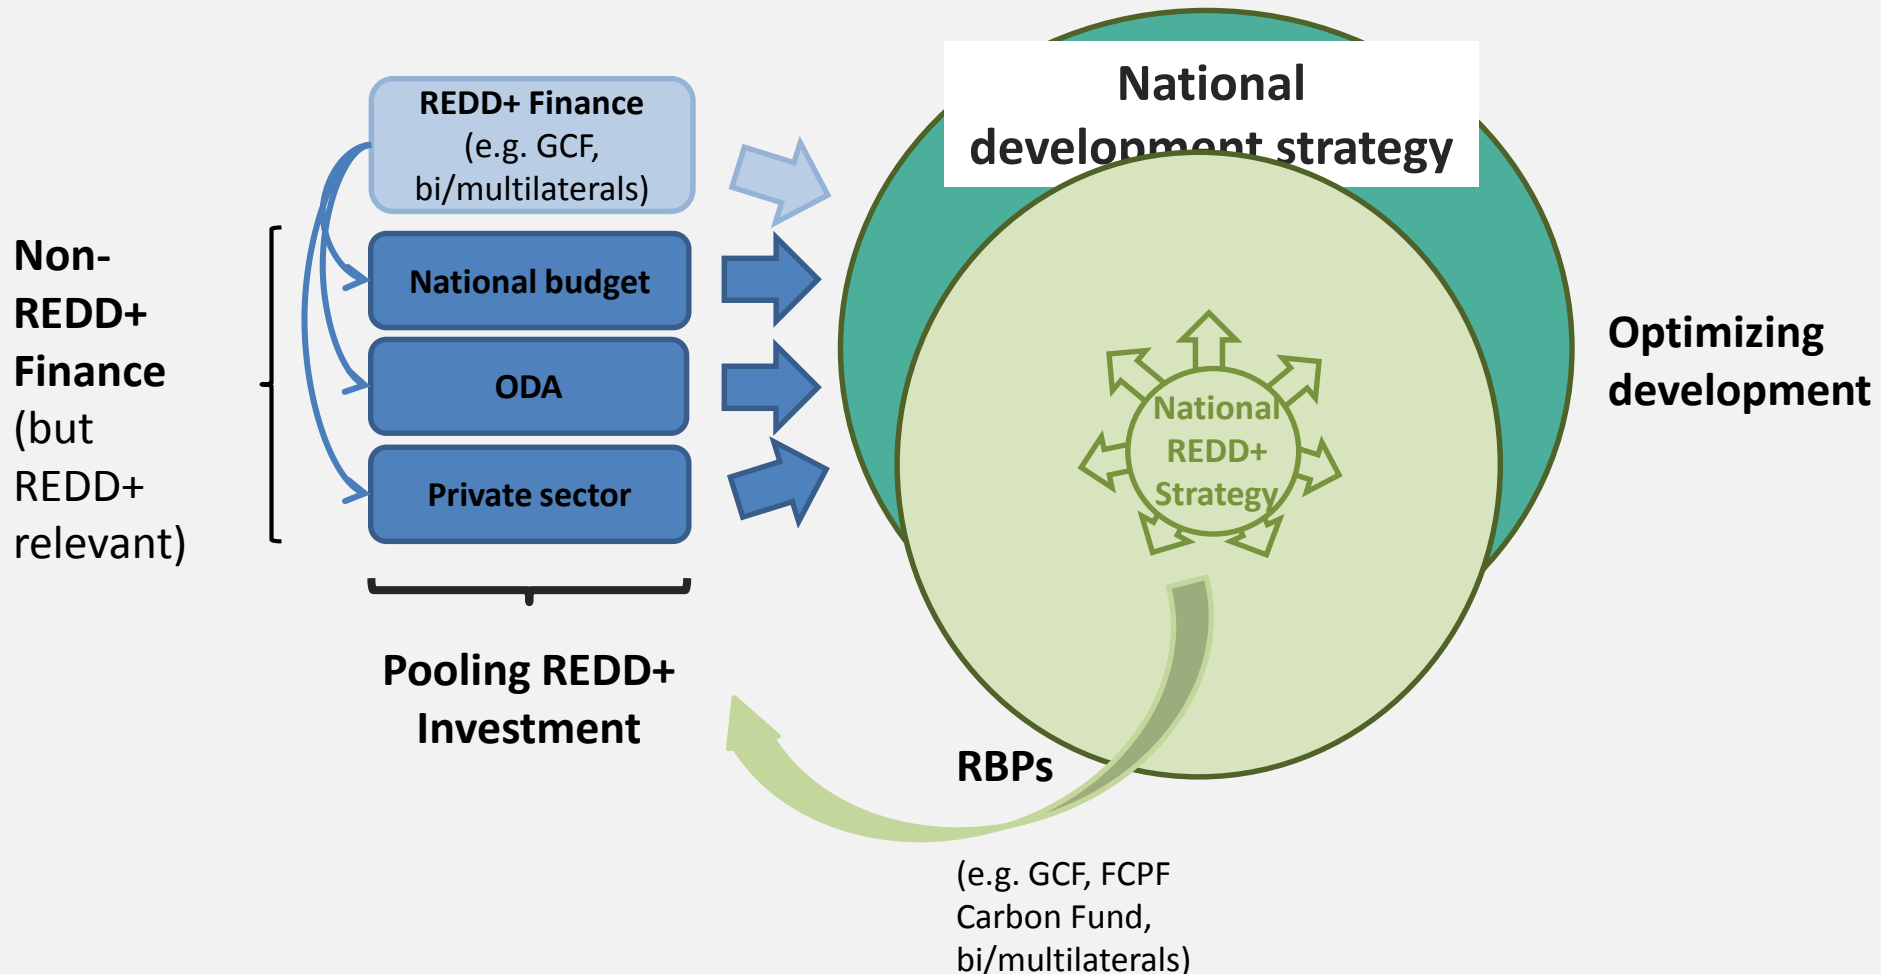 National
development strategy
REDD+ Finance
(e.g. GCF,
bi/multilaterals)
Non-
REDD+
Finance
(but
REDD+
relevant)
National budget
ODA
Private sector
National
REDD+
Strategy
Optimizing
development
Pooling REDD+
Investment
RBPs
(e.g. GCF, FCPF
Carbon Fund,
bi/multilaterals)